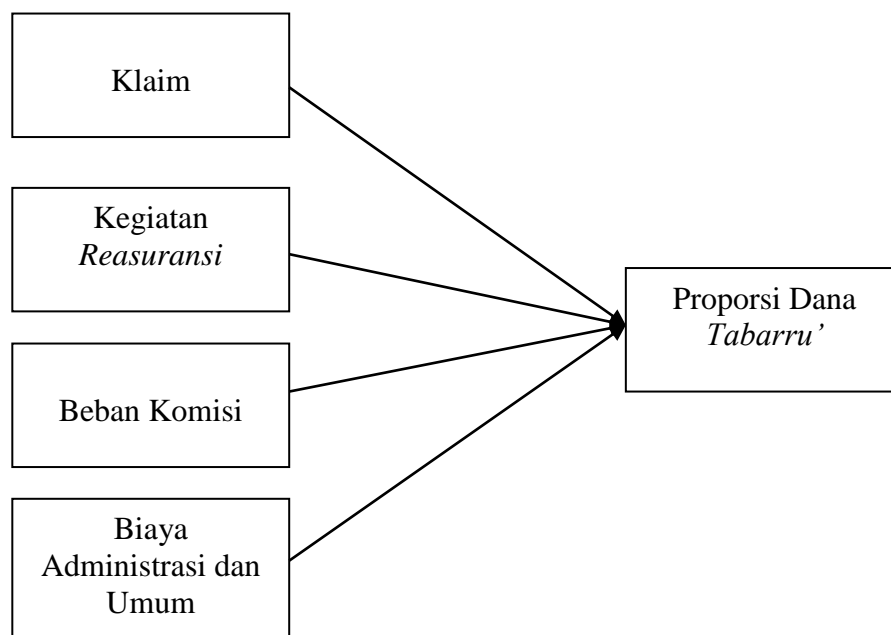 Klaim
Kegiatan
Reasuransi
Beban Komisi
Biaya
Administrasi dan
Umum
Proporsi Dana
Tabarru’